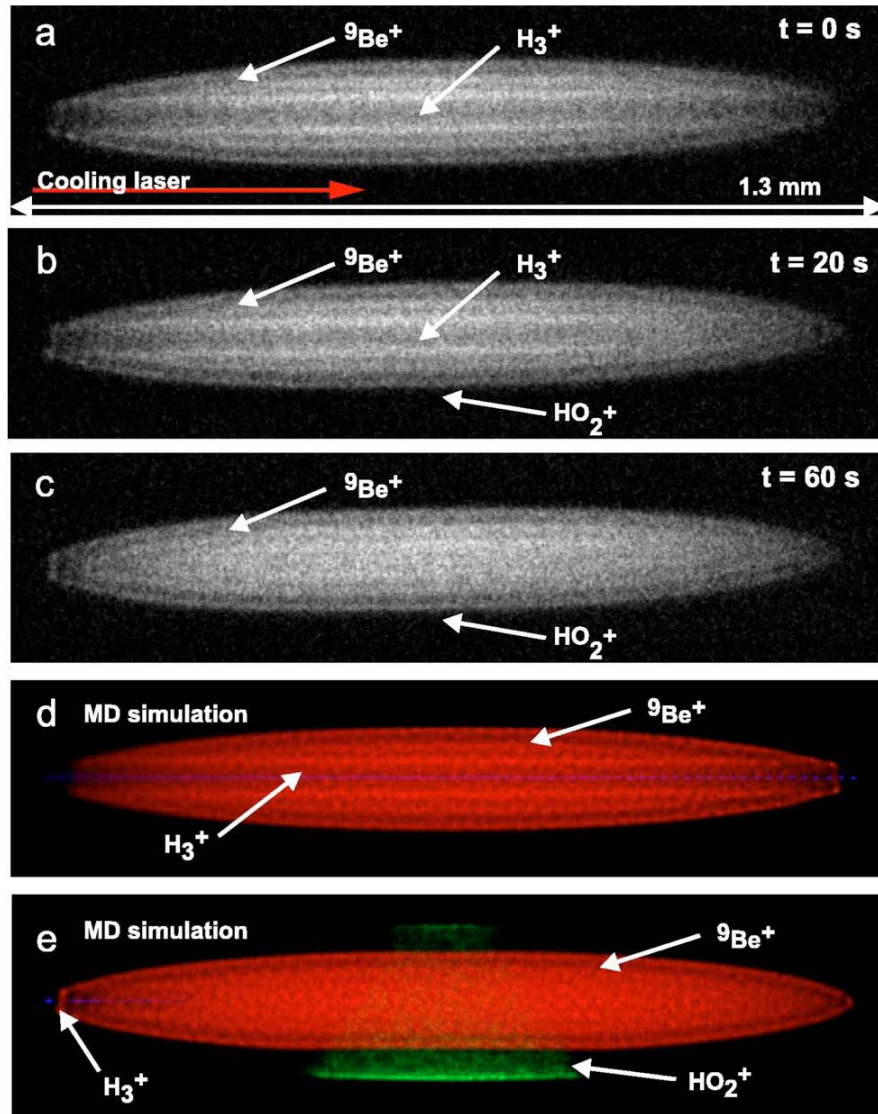 a
⁹Be⁺
H₃⁺
t = 0 s
Cooling laser
1.3 mm
b
⁹Be⁺
H₃⁺
t = 20 s
HO₂⁺
c
⁹Be⁺
t = 60 s
HO₂⁺
d MD simulation
⁹Be⁺
H₃⁺
e MD simulation
⁹Be⁺
H₃⁺
HO₂⁺